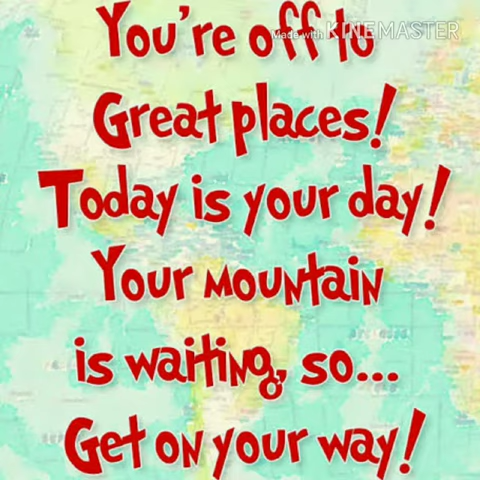 You're off to
Made with KINEMASTER
Great places!
Today is your day!
Your mountain
is waiting, so...
Get on your way!